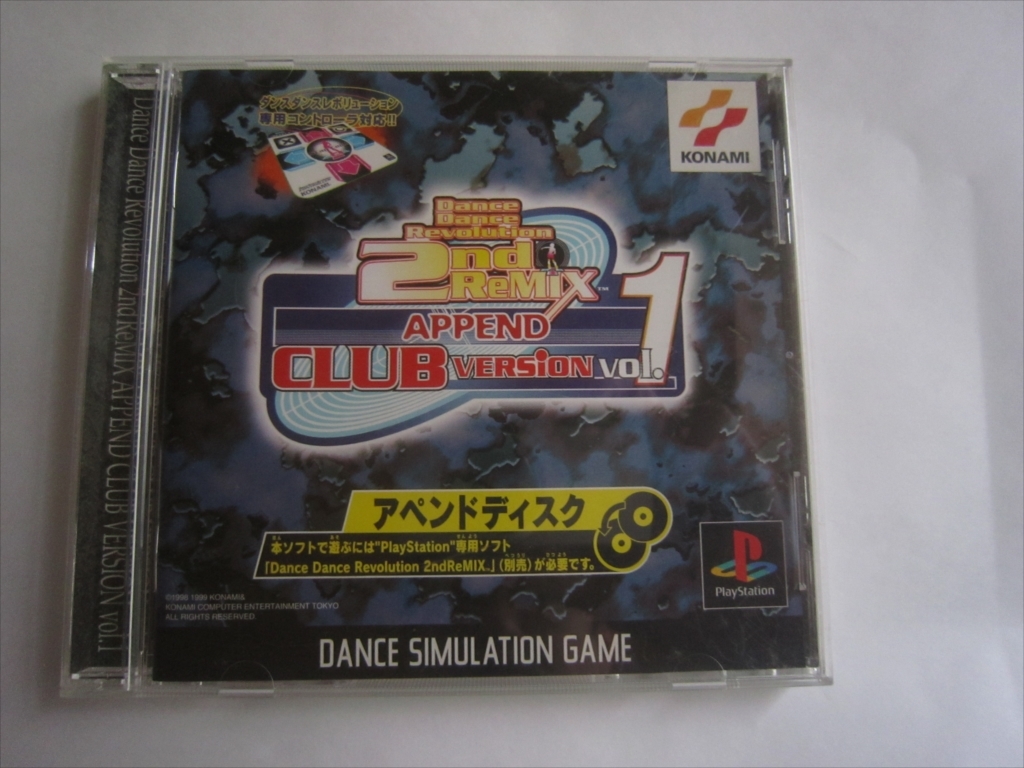 Dance Dance Revolution 2nd ReMIX APPEND CLUB VERSION vol.1
ダンスダンスレボリューション
専用コントローラ対応!!
KONAMI
Dance
Dance
Revolution
2nd
ReMIX™
APPEND
CLUB VERSiON VOL. 1
アペンドディスク
本ソフトで遊ぶには"PlayStation"専用ソフト
「Dance Dance Revolution 2ndReMIX™」(別売)が必要です。
©1998 1999 KONAMI&
KONAMI COMPUTER ENTERTAINMENT TOKYO
ALL RIGHTS RESERVED
PlayStation
DANCE SIMULATION GAME